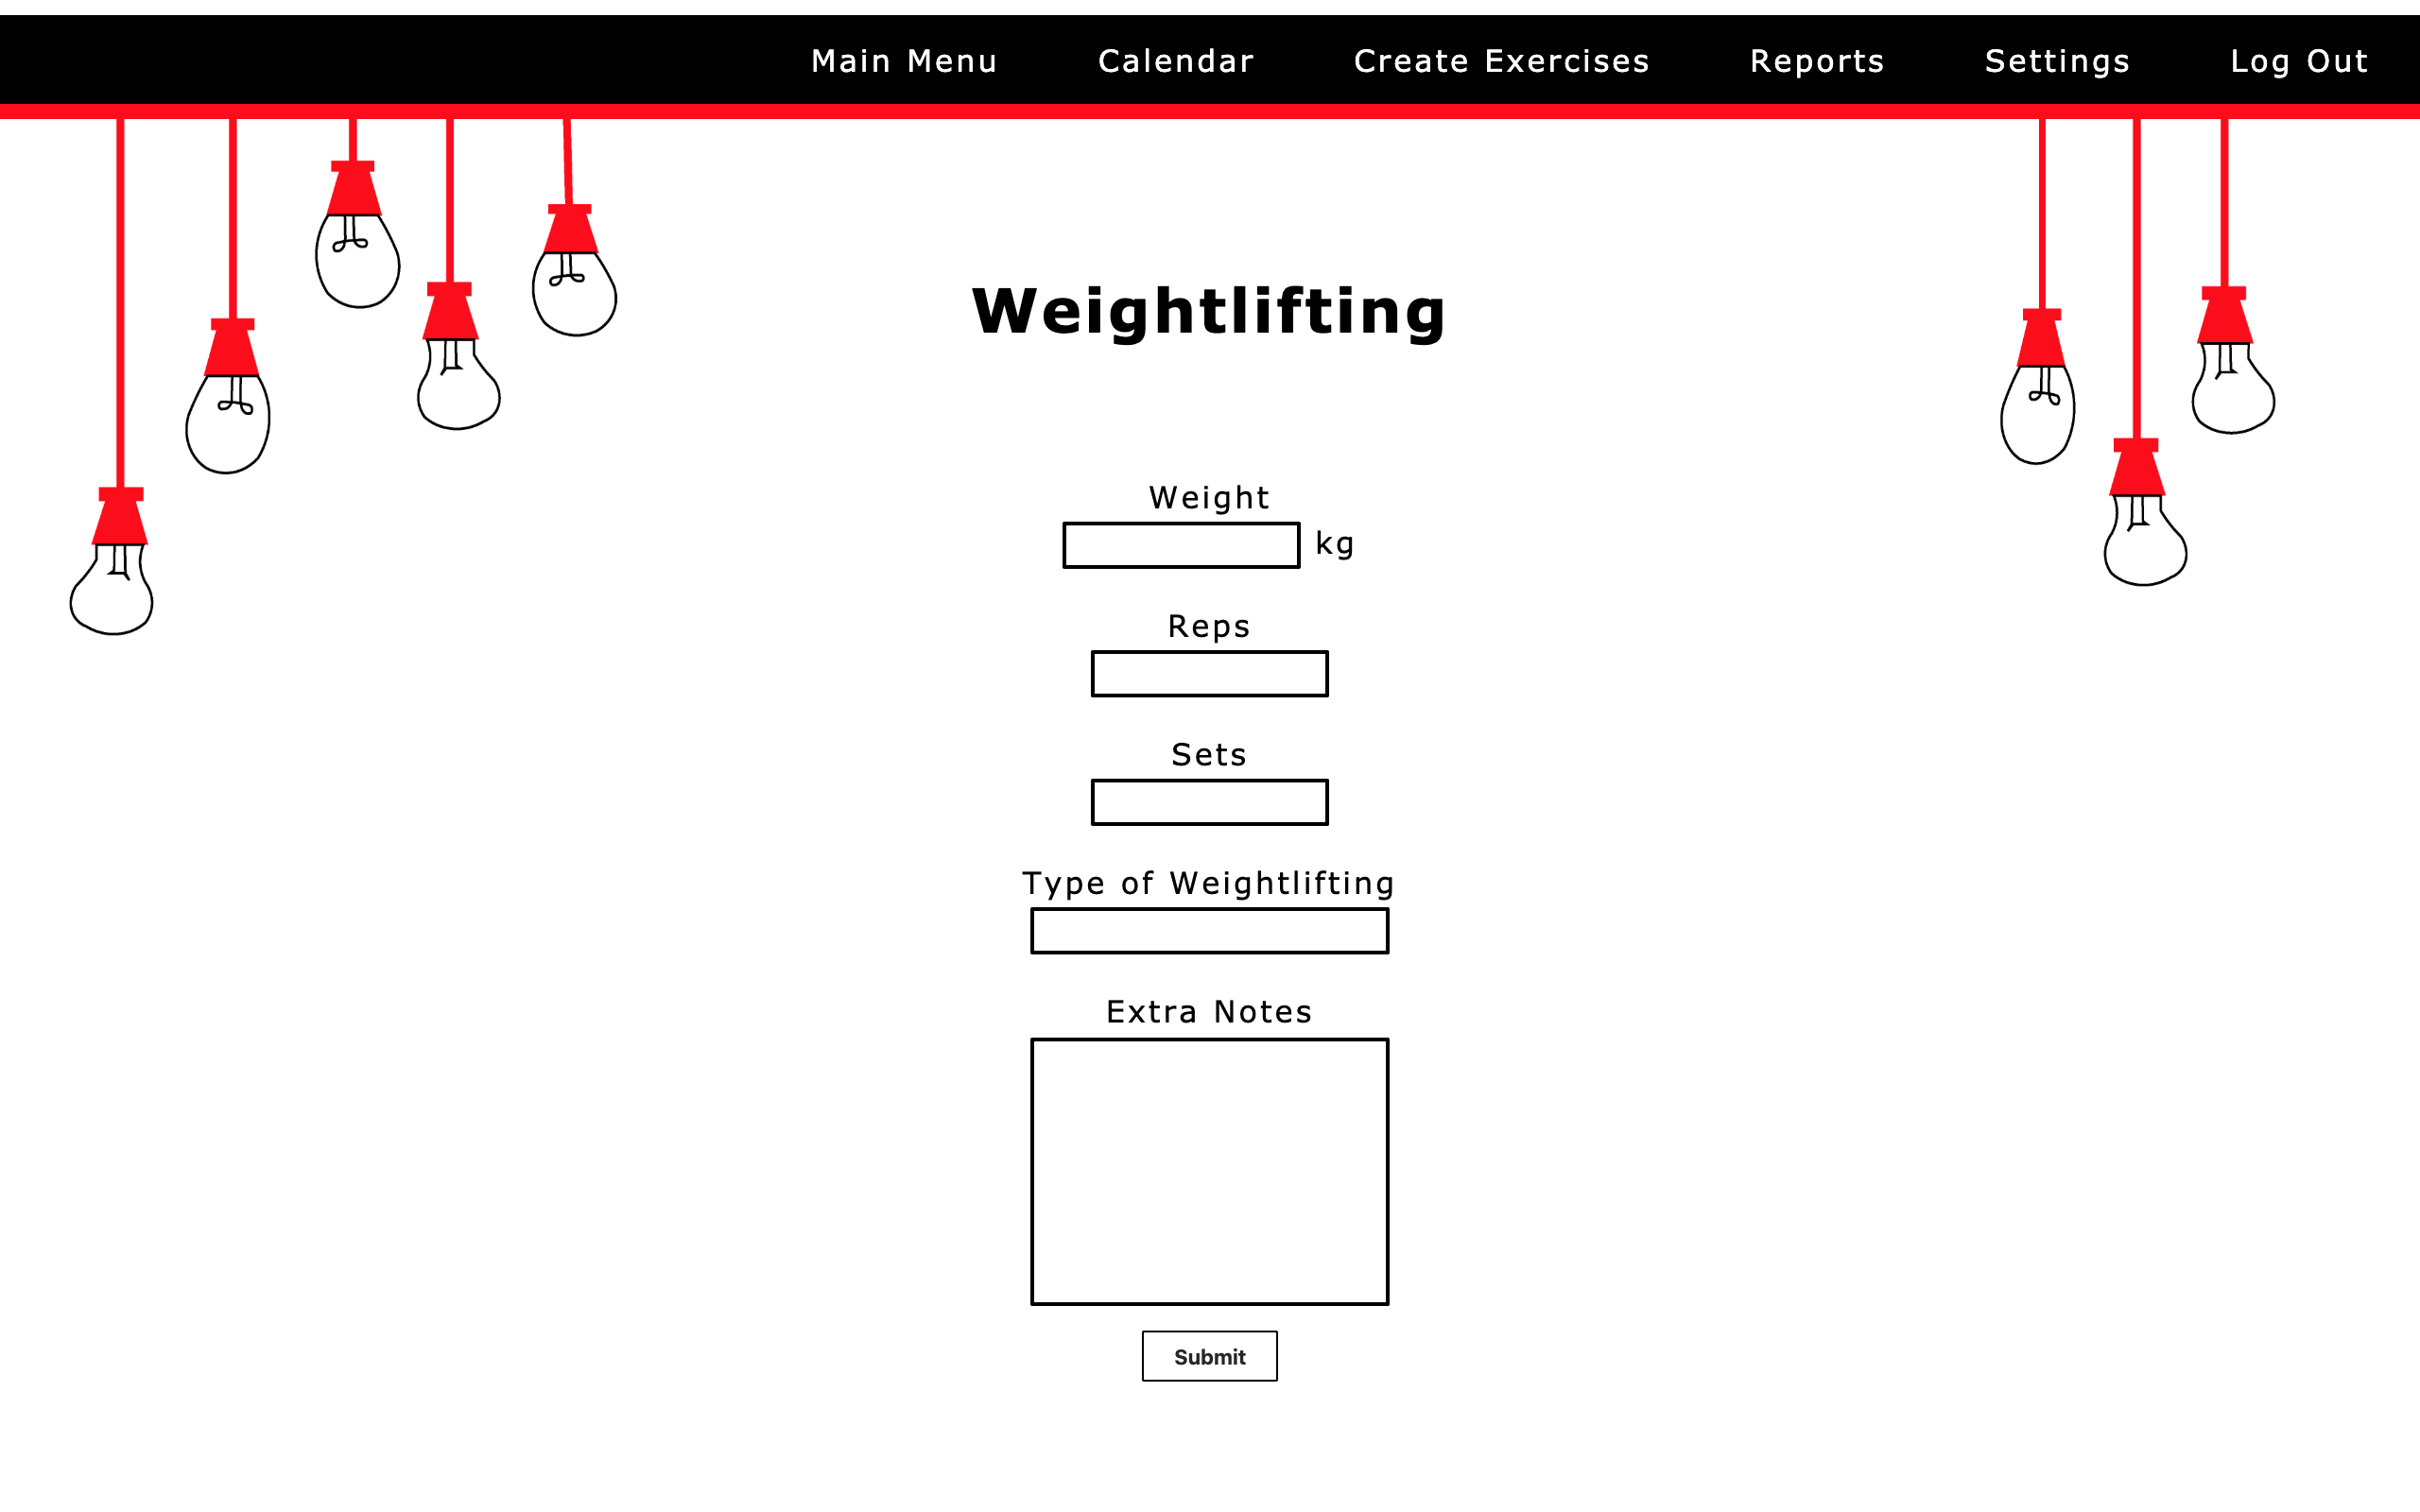 Main Menu Calendar Create Exercises Reports Settings Log Out
Weightlifting
Weight
kg
Reps
Sets
Type of Weightlifting
Extra Notes
Submit